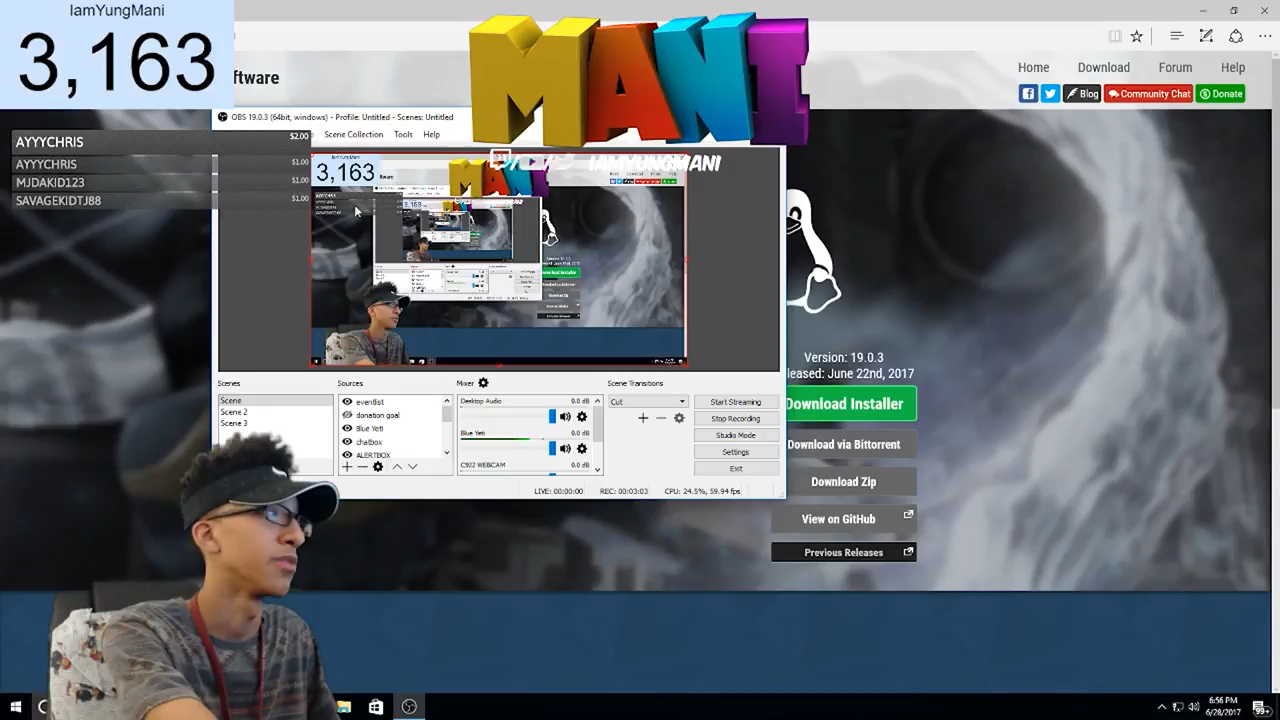 IamYungMani
3,163
MANI
IAMYUNGMANI
ftware
Home Download Forum Help
Blog Community Chat Donate
OBS 19.0.3 (64bit, windows) - Profile: Untitled - Scenes: Untitled
Scene Collection Tools Help
AYYYCHRIS $2.00
AYYYCHRIS $1.00
MJDAKID123 $1.00
SAVAGEKIDTJ88 $1.00
IamYungMani
3,163
MANI
Version: 19.0.3
leased: June 22nd, 2017
Download Installer
Download via Bittorrent
Download Zip
View on GitHub
Previous Releases
Scenes
Scene
Scene 2
Scene 3
Sources
eventlist
donation goal
Blue Yeti
chatbox
ALERTBOX
Mixer
Desktop Audio 0.0 dB
Blue Yeti 0.0 dB
C922 WEBCAM 0.0 dB
Scene Transitions
Cut
Start Streaming
Stop Recording
Studio Mode
Settings
Exit
LIVE: 00:00:00 REC: 00:03:03 CPU: 24.5%, 59.94 fps
6:56 PM
6/28/2017
99+